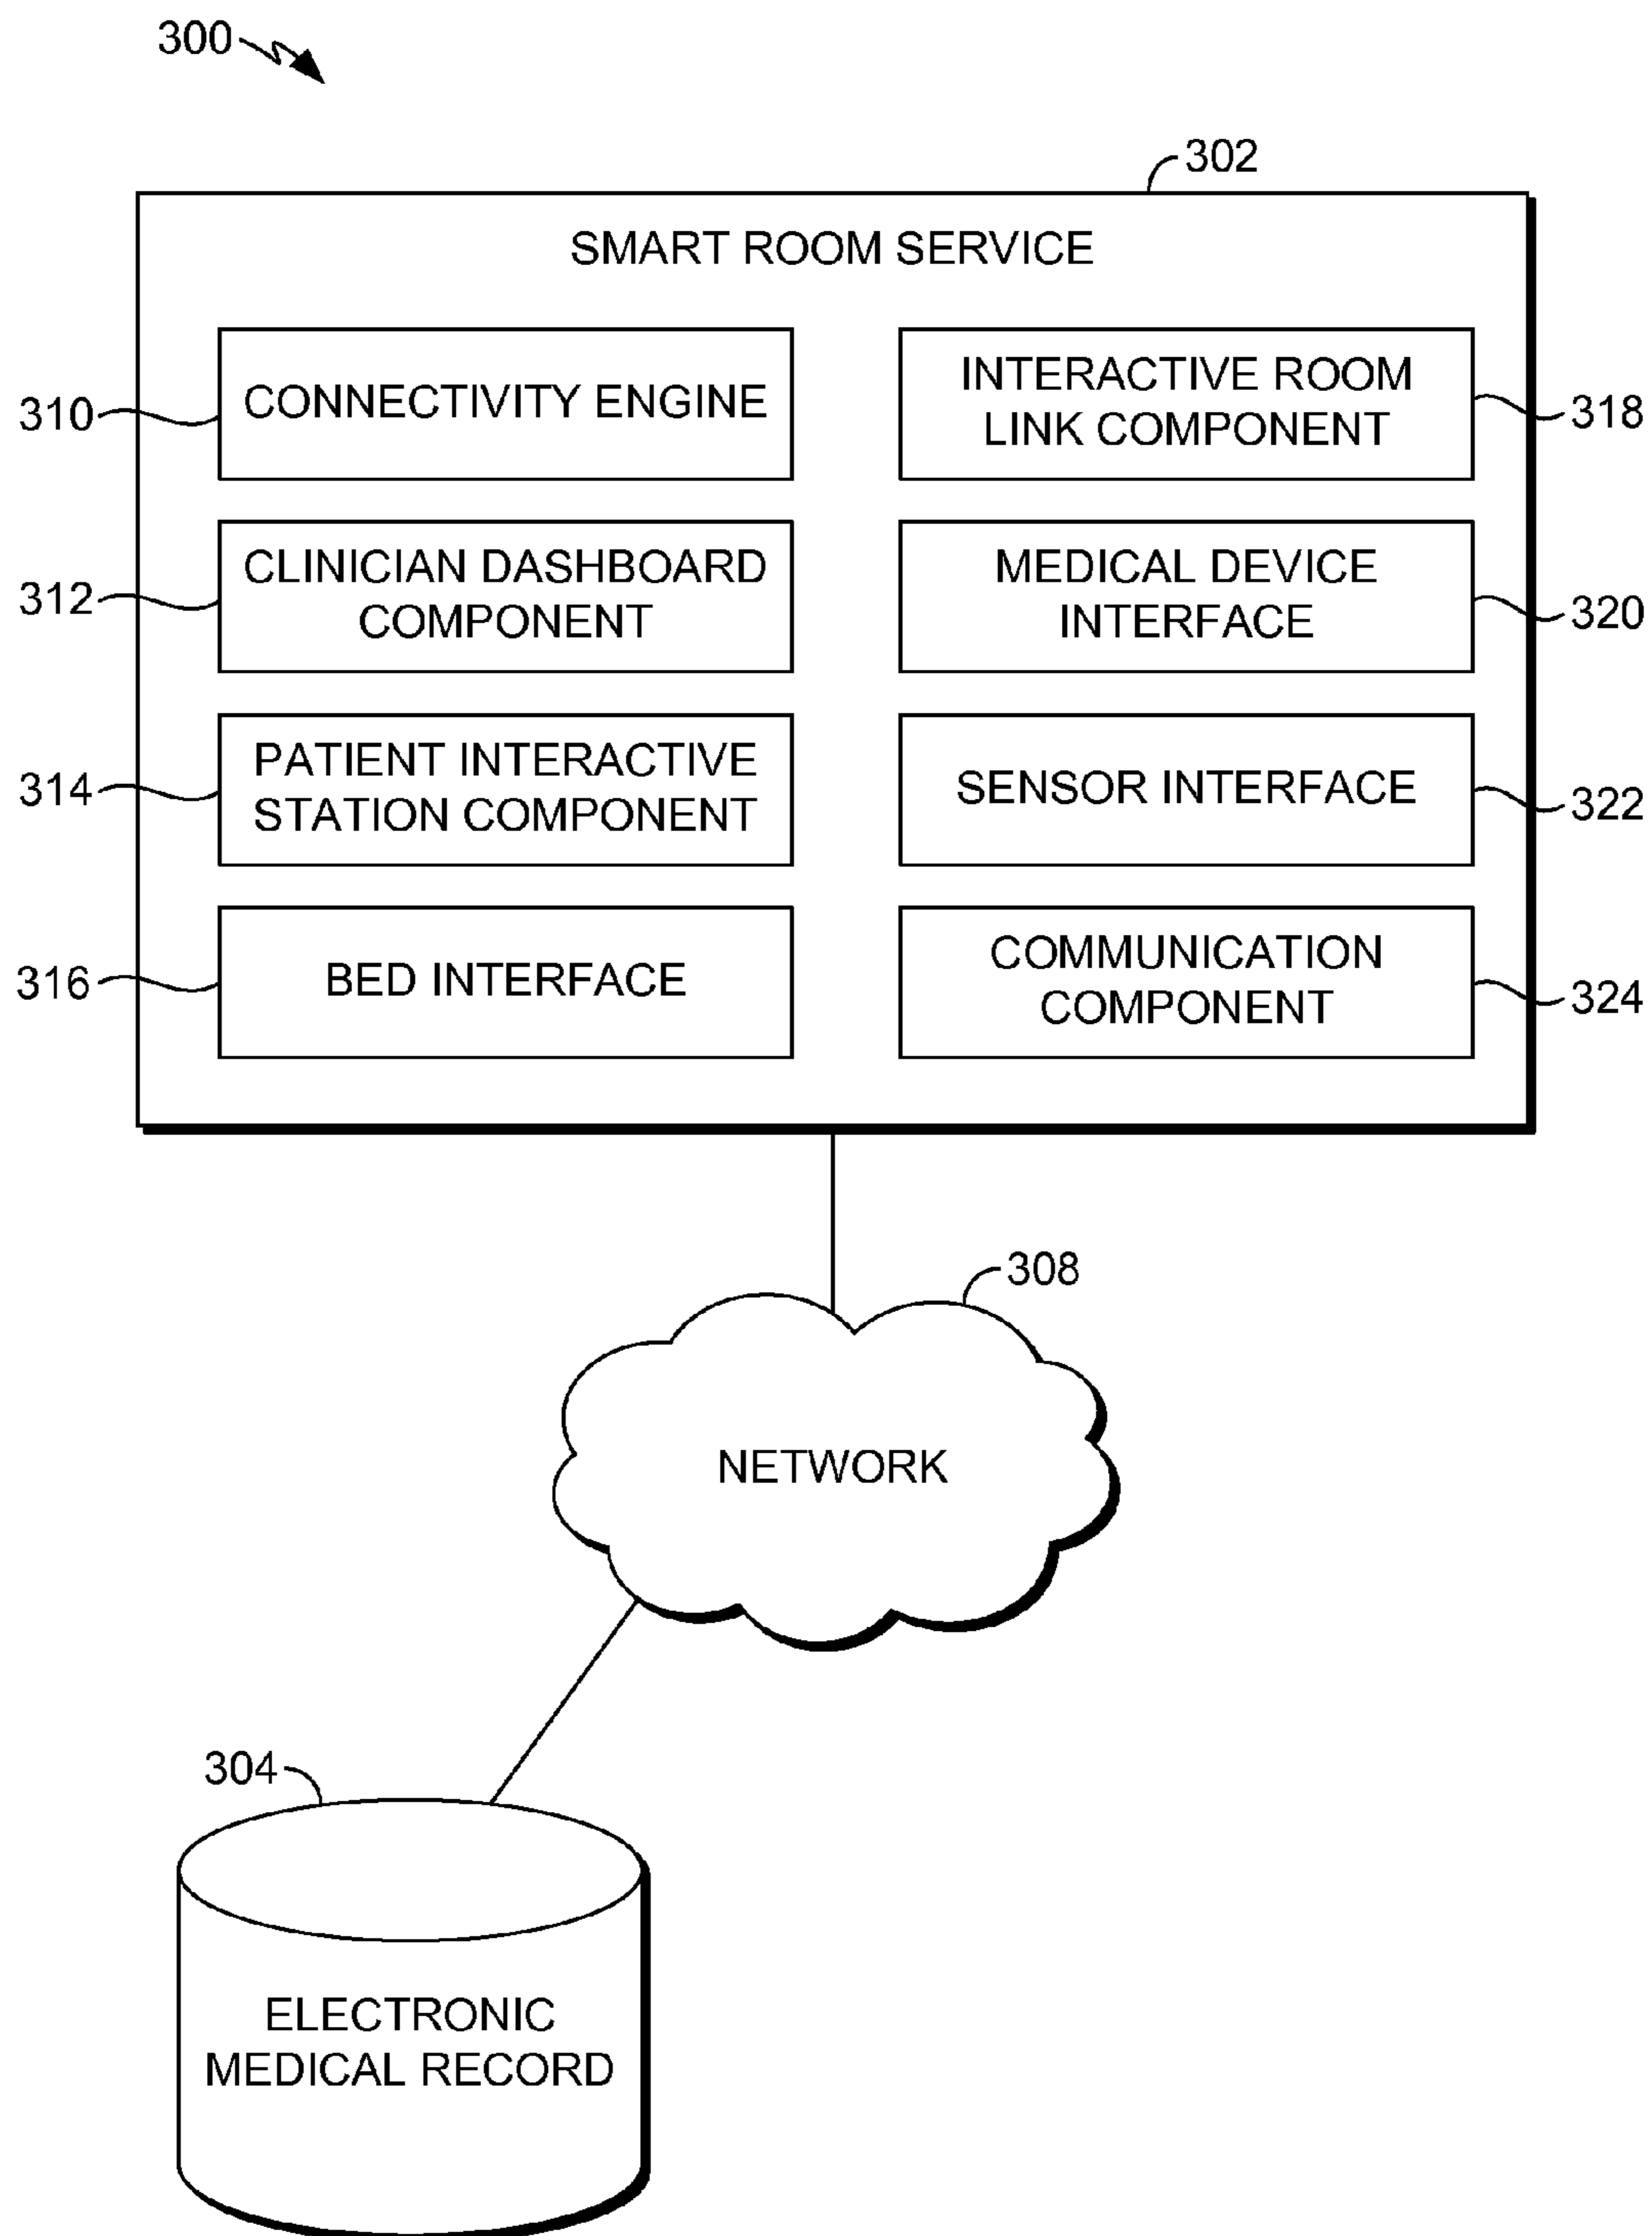 300
302
SMART ROOM SERVICE
310
CONNECTIVITY ENGINE
INTERACTIVE ROOM
LINK COMPONENT
318
312
CLINICIAN DASHBOARD
COMPONENT
MEDICAL DEVICE
INTERFACE
320
314
PATIENT INTERACTIVE
STATION COMPONENT
SENSOR INTERFACE
322
316
BED INTERFACE
COMMUNICATION
COMPONENT
324
308
NETWORK
304
ELECTRONIC
MEDICAL RECORD